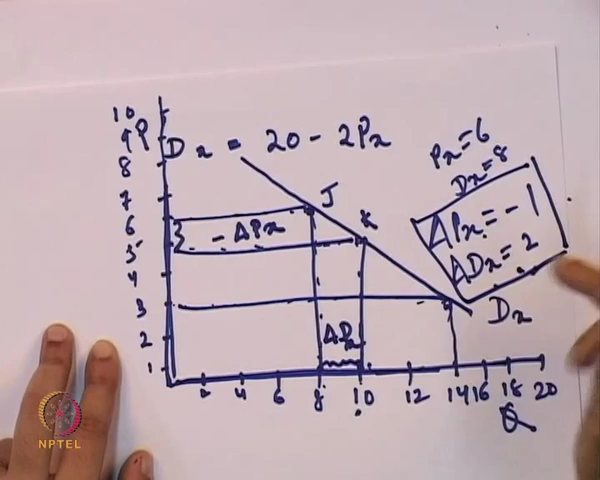 10
9 P
Dx = 20 - 2Px
8
7
6
5
4
3
2
1
J
K
- ΔPx
ΔDx
Px = 6
Dx = 8
ΔPx = -1
ΔDx = 2
Dx
2 4 6 8 10 12 14 16 18 20
Q
NPTEL